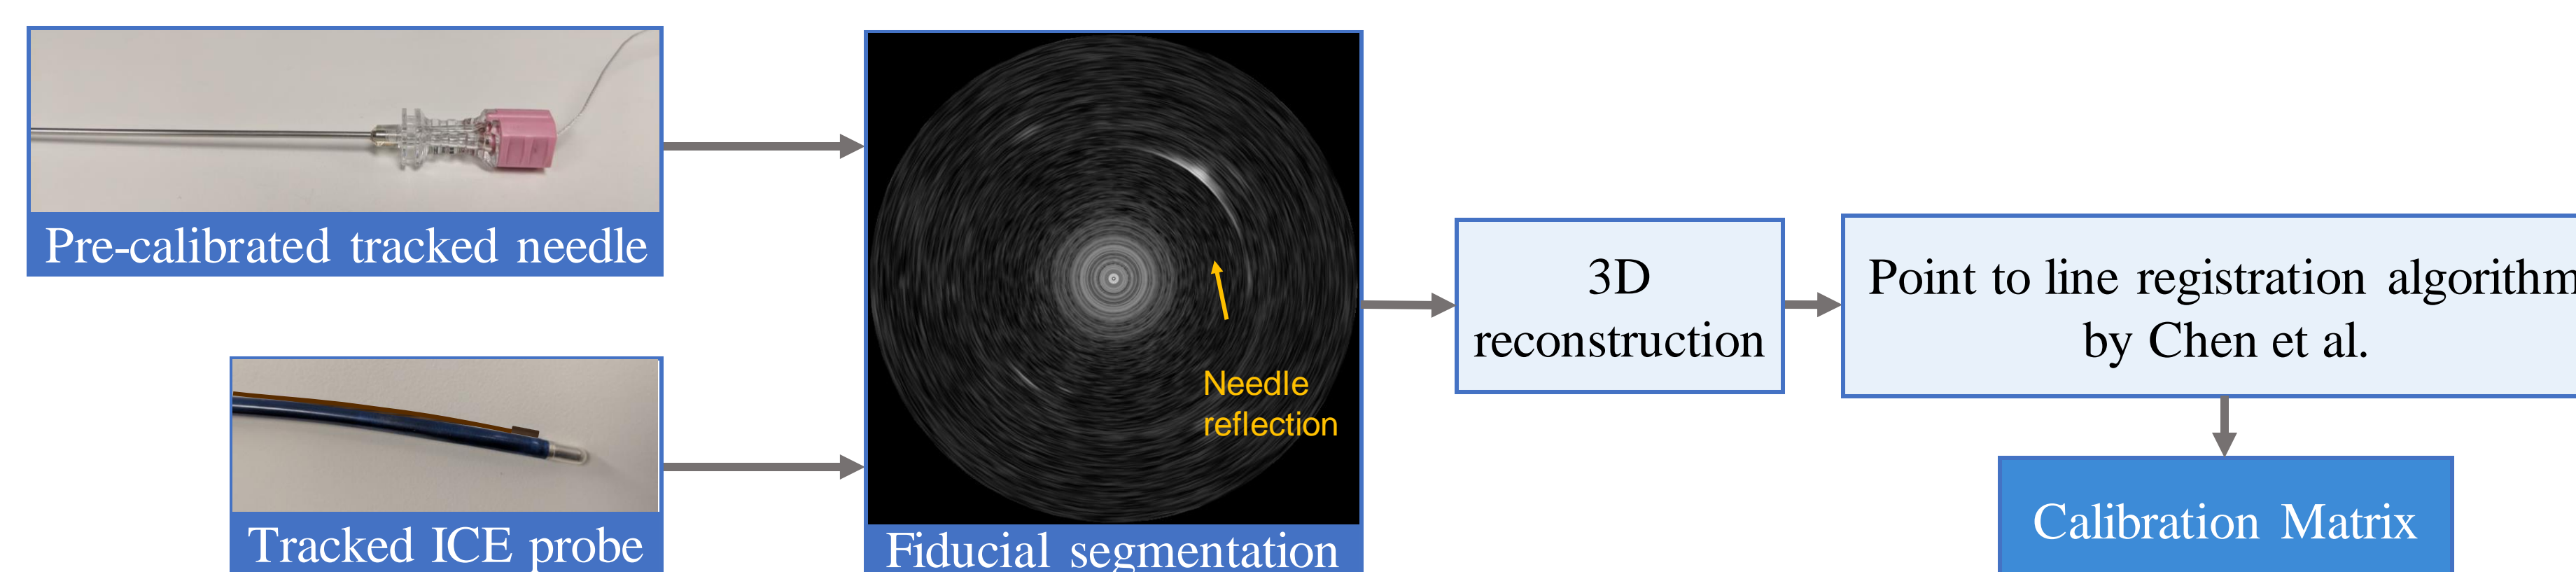 Pre-calibrated tracked needle
Tracked ICE probe
Needle
reflection
Fiducial segmentation
3D
reconstruction
Point to line registration algorithm
by Chen et al.
Calibration Matrix